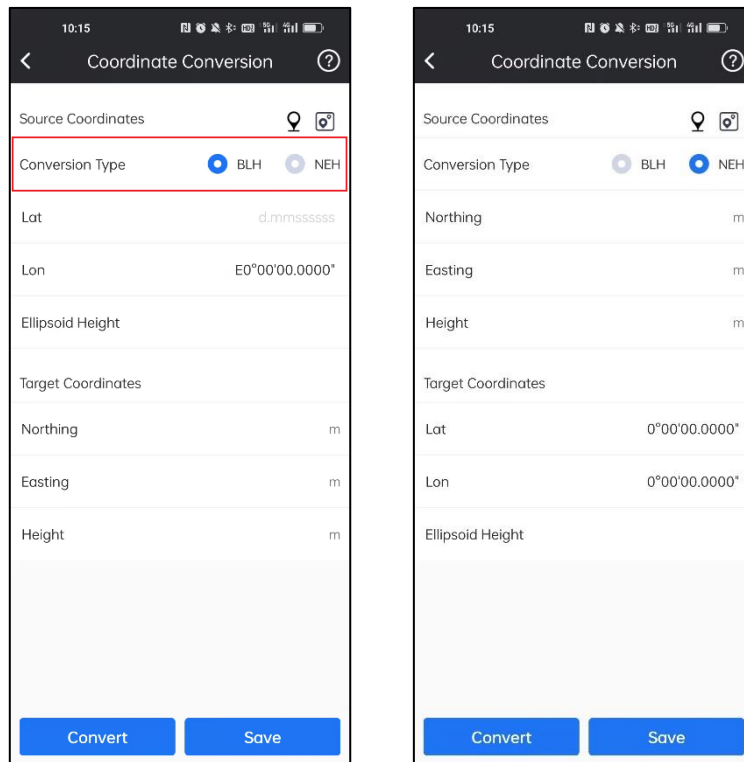 10:15
Coordinate Conversion
Source Coordinates
Conversion Type BLH NEH
Lat d.mmssssss
Lon E0°00'00.0000"
Ellipsoid Height
Target Coordinates
Northing m
Easting m
Height m
Convert Save
10:15
Coordinate Conversion
Source Coordinates
Conversion Type BLH NEH
Northing m
Easting m
Height m
Target Coordinates
Lat 0°00'00.0000"
Lon 0°00'00.0000"
Ellipsoid Height
Convert Save